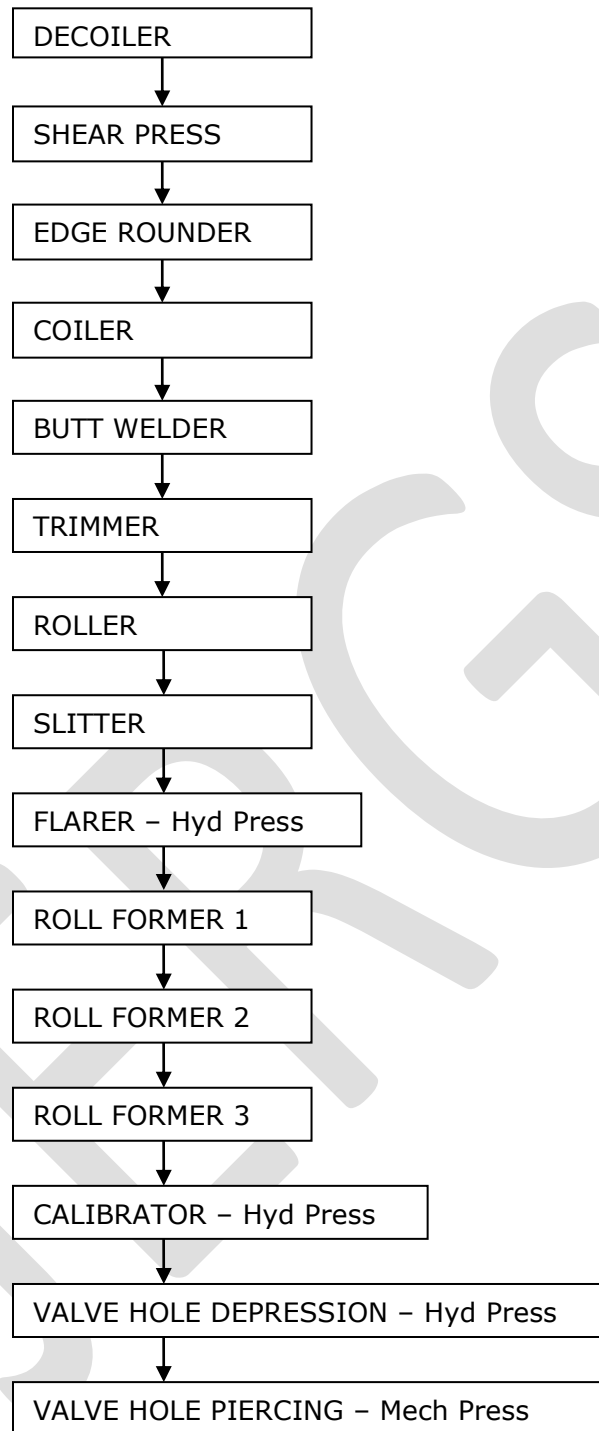 DECOILER
SHEAR PRESS
EDGE ROUNDER
COILER
BUTT WELDER
TRIMMER
ROLLER
SLITTER
FLARER – Hyd Press
ROLL FORMER 1
ROLL FORMER 2
ROLL FORMER 3
CALIBRATOR – Hyd Press
VALVE HOLE DEPRESSION – Hyd Press
VALVE HOLE PIERCING – Mech Press